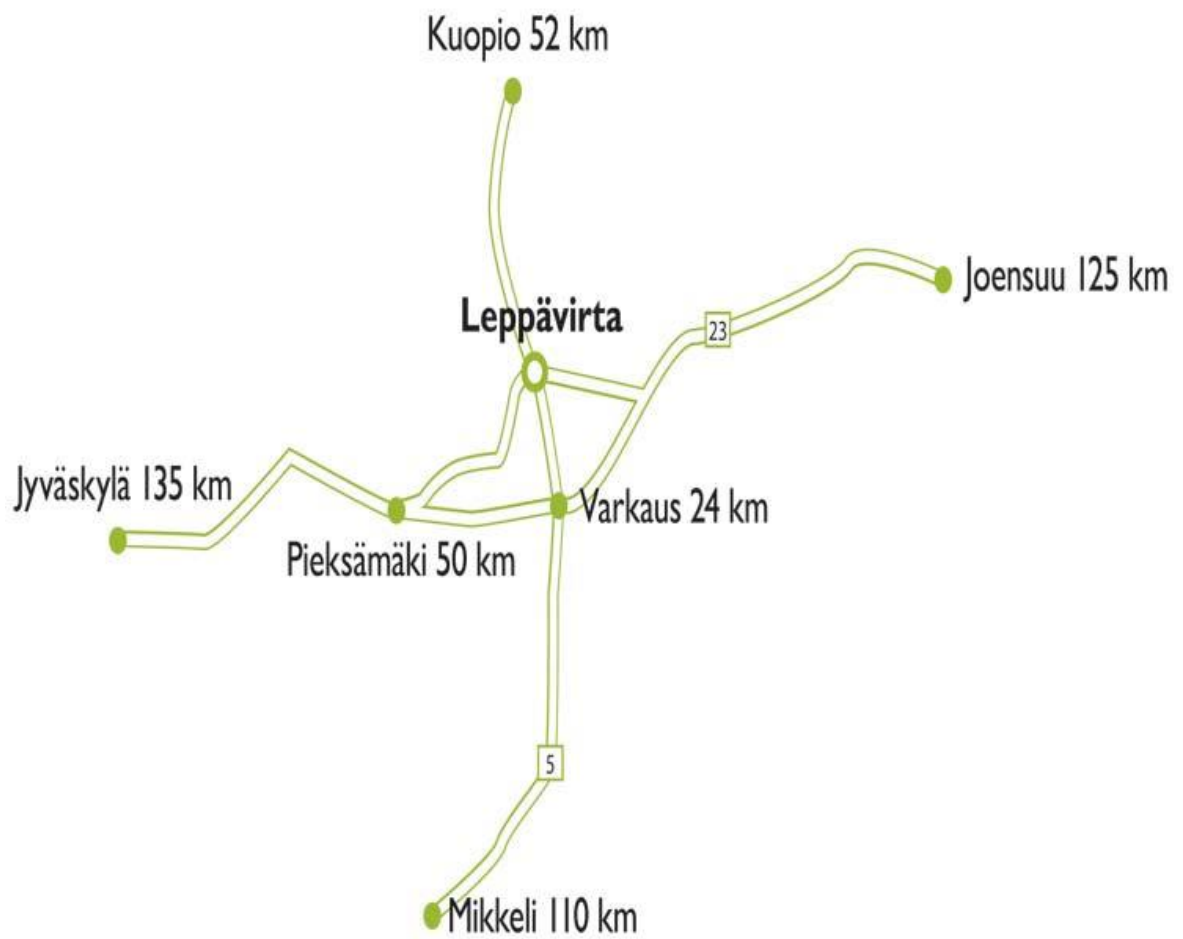 Kuopio 52 km
Joensuu 125 km
Leppävirta
23
Jyväskylä 135 km
Varkaus 24 km
Pieksämäki 50 km
5
Mikkeli 110 km